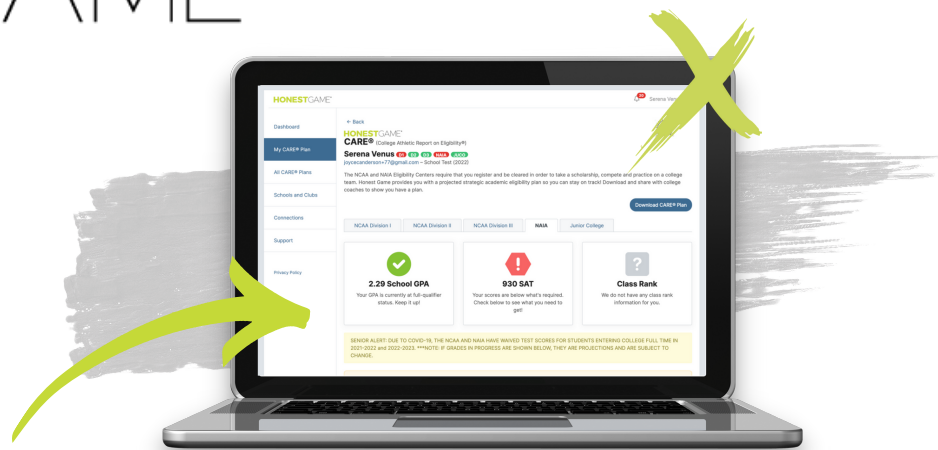 HONESTGAME®
20
Serena Ven
Dashboard
My CARE® Plan
All CARE® Plans
Schools and Clubs
Connections
Support
Privacy Policy
← Back
HONESTGAME®
CARE® (College Athletic Report on Eligibility®)
Serena Venus D1 D2 D3 NAIA JUCO
joycecanderson+77@gmail.com - School Test (2022)
The NCAA and NAIA Eligibility Centers require that you register and be cleared in order to take a scholarship, compete and practice on a college
team. Honest Game provides you with a projected strategic academic eligibility plan so you can stay on track! Download and share with college
coaches to show you have a plan.
Download CARE® Plan
NCAA Division I NCAA Division II NCAA Division III NAIA Junior College
2.29 School GPA
Your GPA is currently at full-qualifier
status. Keep it up!
930 SAT
Your scores are below what's required.
Check below to see what you need to
get!
?
Class Rank
We do not have any class rank
information for you.
SENIOR ALERT: DUE TO COVID-19, THE NCAA AND NAIA HAVE WAIVED TEST SCORES FOR STUDENTS ENTERING COLLEGE FULL TIME IN
2021-2022 and 2022-2023. ***NOTE: IF GRADES IN PROGRESS ARE SHOWN BELOW, THEY ARE PROJECTIONS AND ARE SUBJECT TO
CHANGE.